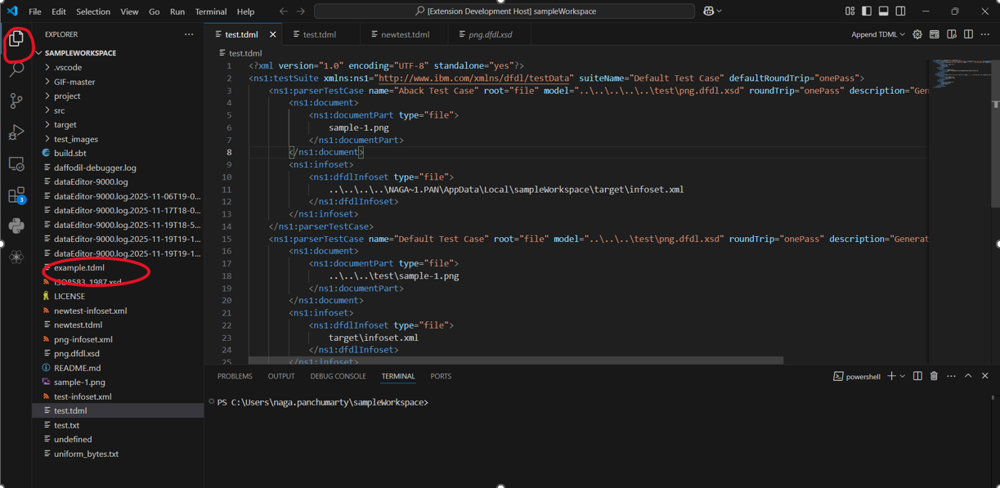 File Edit Selection View Go Run Terminal Help
[Extension Development Host] sampleWorkspace
EXPLORER
SAMPLEWORKSPACE
.vscode
GIF-master
project
src
target
test_images
build.sbt
daffodil-debugger.log
dataEditor-9000.log
dataEditor-9000.log.2025-11-06T19-0...
dataEditor-9000.log.2025-11-17T18-0...
dataEditor-9000.log.2025-11-19T18-5...
dataEditor-9000.log.2025-11-19T19-1...
dataEditor-9000.log.2025-11-19T19-1...
example.tdml
ISO8583_1987.xsd
LICENSE
newtest-infoset.xml
newtest.tdml
png-infoset.xml
png.dfdl.xsd
README.md
sample-1.png
test-infoset.xml
test.tdml
test.txt
undefined
uniform_bytes.txt
3
test.tdml test.tdml newtest.tdml png.dfdl.xsd
Append TDML
test.tdml
1 <?xml version="1.0" encoding="UTF-8" standalone="yes"?>
2 <ns1:testSuite xmlns:ns1="http://www.ibm.com/xmlns/dfdl/testData" suiteName="Default Test Case" defaultRoundTrip="onePass">
3 <ns1:parserTestCase name="Aback Test Case" root="file" model="..\..\..\..\..\test\png.dfdl.xsd" roundTrip="onePass" description="Gen
4 <ns1:document>
5 <ns1:documentPart type="file">
6 sample-1.png
7 </ns1:documentPart>
8 </ns1:document>
9 <ns1:infoset>
10 <ns1:dfdlInfoset type="file">
11 ..\..\..\..\NAGA~1.PAN\AppData\Local\sampleWorkspace\target\infoset.xml
12 </ns1:dfdlInfoset>
13 </ns1:infoset>
14 </ns1:parserTestCase>
15 <ns1:parserTestCase name="Default Test Case" root="file" model="..\..\..\test\png.dfdl.xsd" roundTrip="onePass" description="Generat
16 <ns1:document>
17 <ns1:documentPart type="file">
18 ..\..\..\test\sample-1.png
19 </ns1:documentPart>
20 </ns1:document>
21 <ns1:infoset>
22 <ns1:dfdlInfoset type="file">
23 target\infoset.xml
24 </ns1:dfdlInfoset>
25 </ns1:infoset>
PROBLEMS OUTPUT DEBUG CONSOLE TERMINAL PORTS
powershell
PS C:\Users\naga.panchumarty\sampleWorkspace>